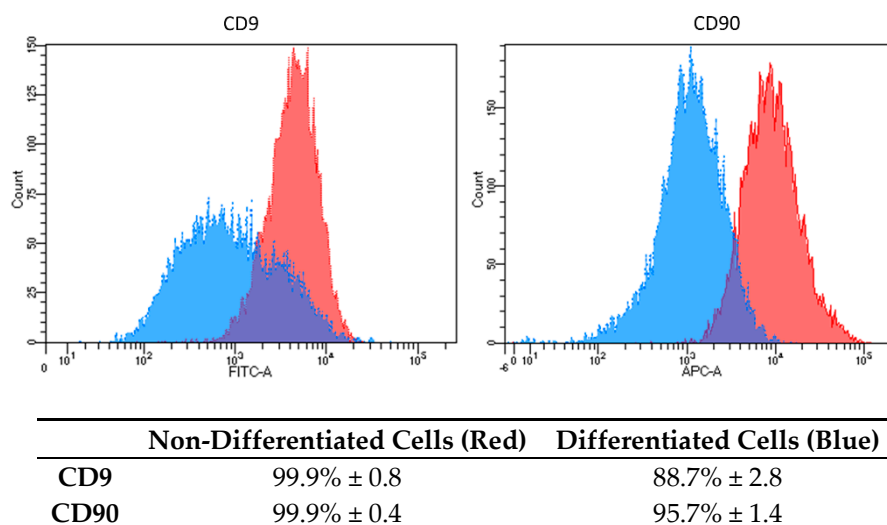 CD9 CD90
150
125
100
75
50
25
0
Count
0 10¹ 10² 10³ 10⁴ 10⁵
FITC-A
150
100
50
0
Count
-6 0 10¹ 10² 10³ 10⁴ 10⁵
APC-A
Non-Differentiated Cells (Red) Differentiated Cells (Blue)
CD9 99.9% ± 0.8 88.7% ± 2.8
CD90 99.9% ± 0.4 95.7% ± 1.4